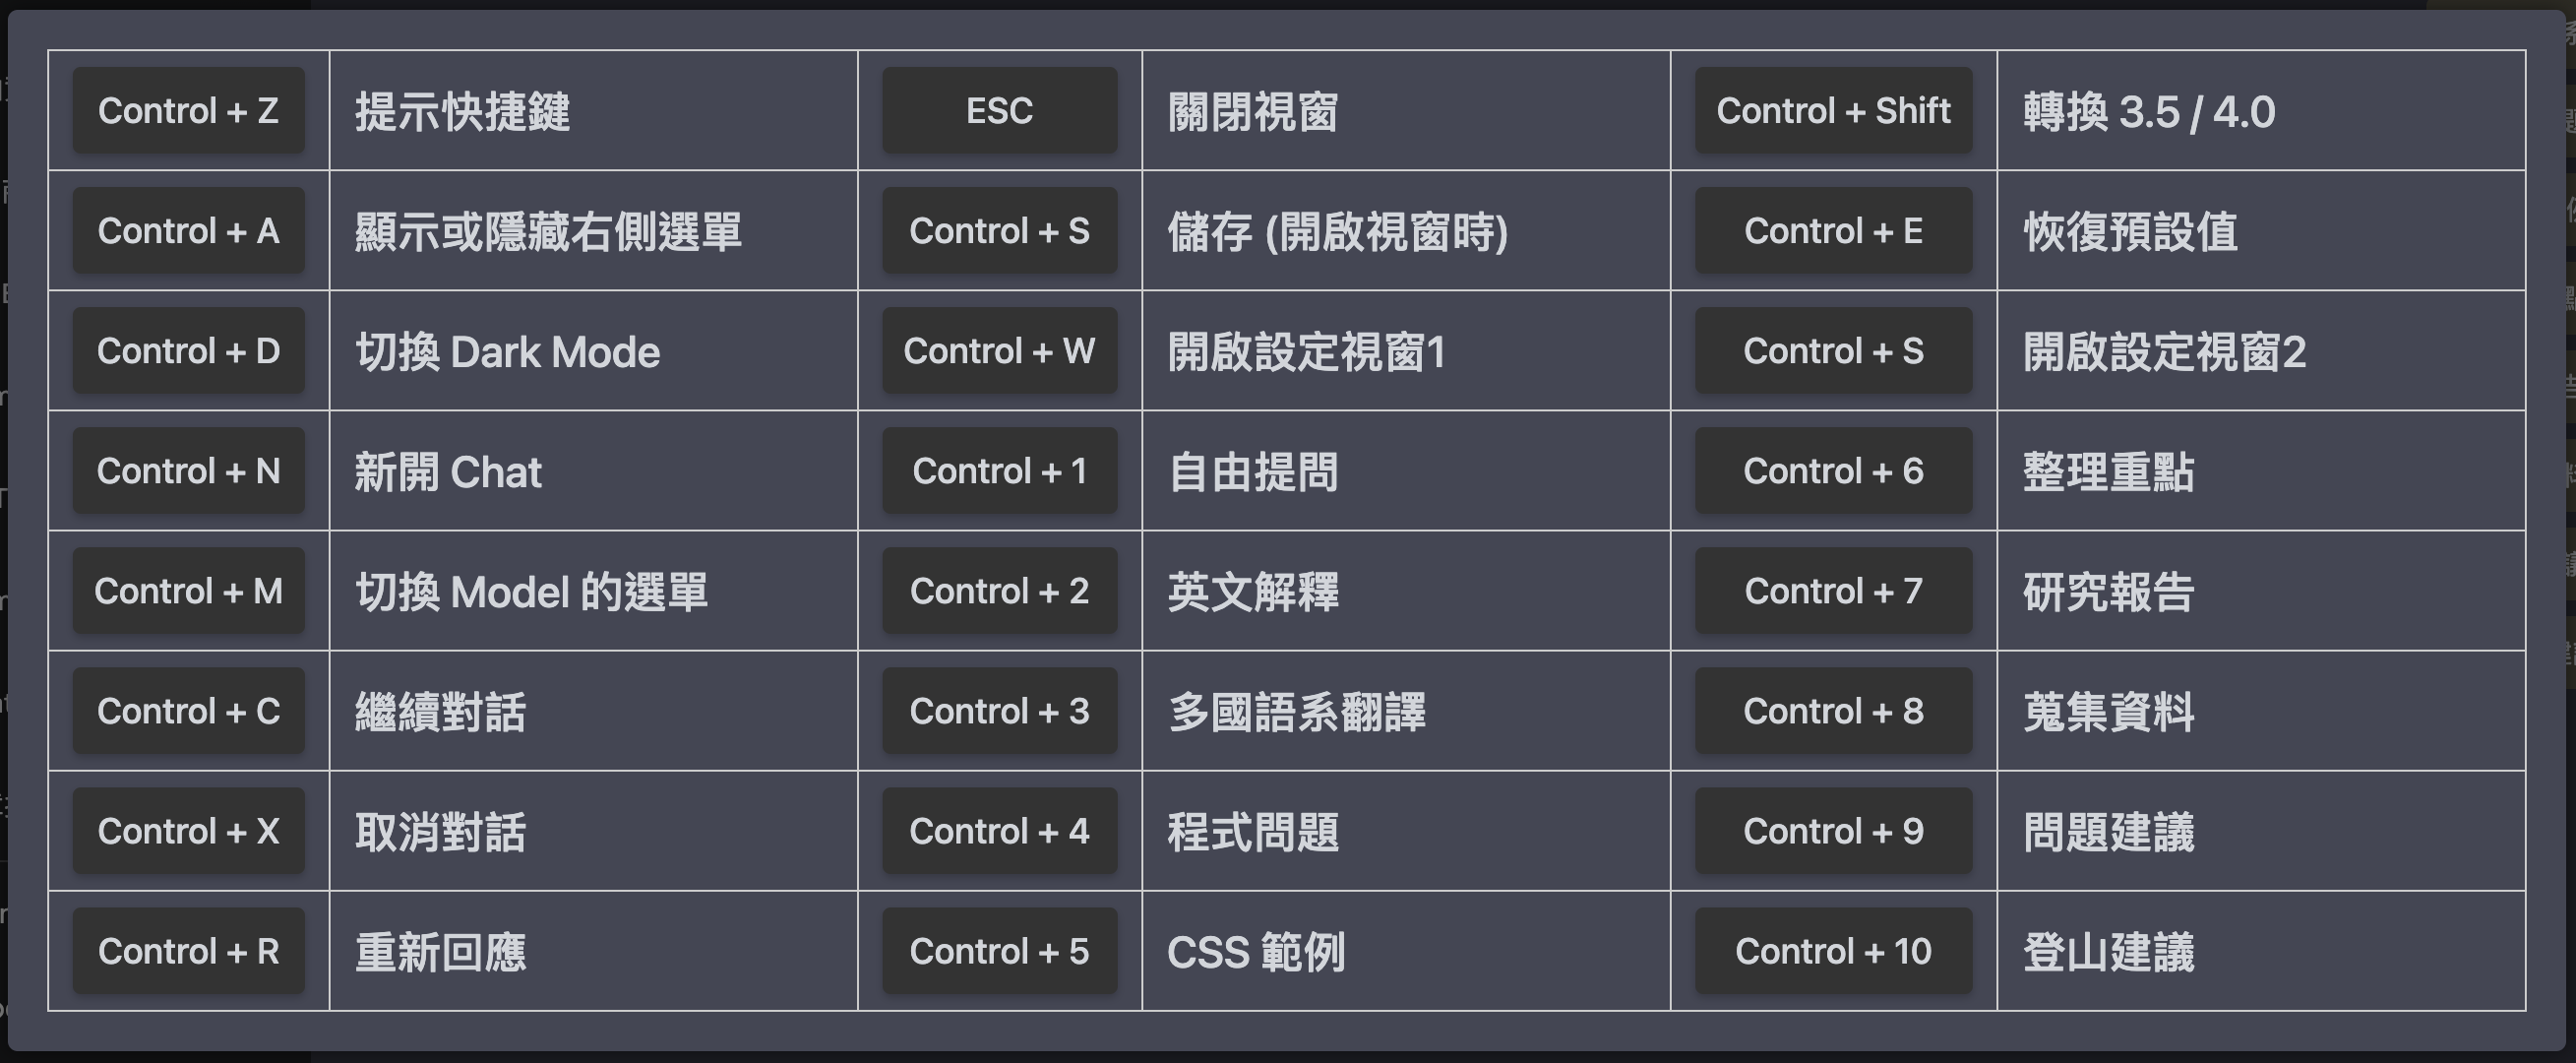 Control + Z 提示快捷鍵 ESC 關閉視窗 Control + Shift 轉換 3.5 / 4.0
Control + A 顯示或隱藏右側選單 Control + S 儲存 (開啟視窗時) Control + E 恢復預設值
Control + D 切換 Dark Mode Control + W 開啟設定視窗1 Control + S 開啟設定視窗2
Control + N 新開 Chat Control + 1 自由提問 Control + 6 整理重點
Control + M 切換 Model 的選單 Control + 2 英文解釋 Control + 7 研究報告
Control + C 繼續對話 Control + 3 多國語系翻譯 Control + 8 蒐集資料
Control + X 取消對話 Control + 4 程式問題 Control + 9 問題建議
Control + R 重新回應 Control + 5 CSS 範例 Control + 10 登山建議